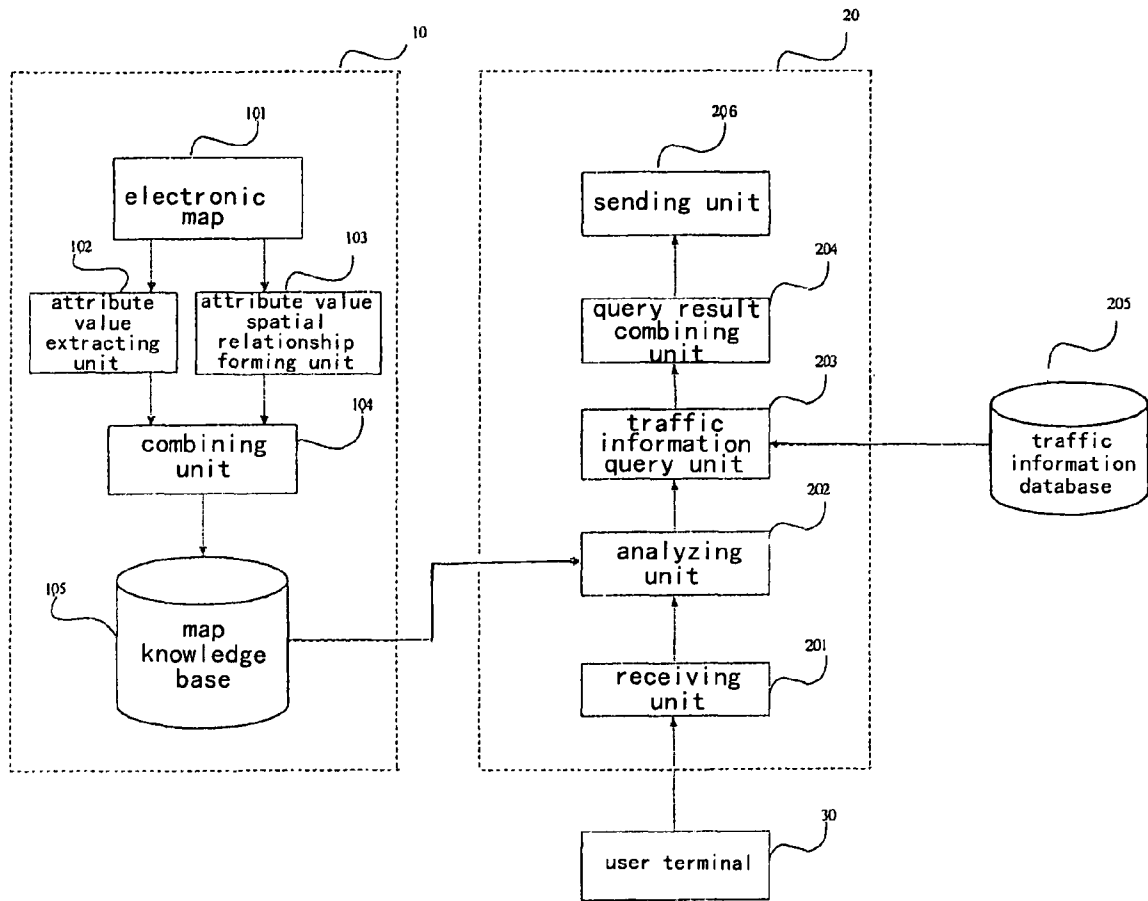 10
20
101
electronic
map
102
103
attribute
value
extracting
unit
attribute value
spatial
relationship
forming unit
104
combining
unit
105
map
knowledge
base
206
sending unit
204
query result
combining
unit
203
traffic
information
query unit
205
traffic
information
database
202
analyzing
unit
201
receiving
unit
30
user terminal